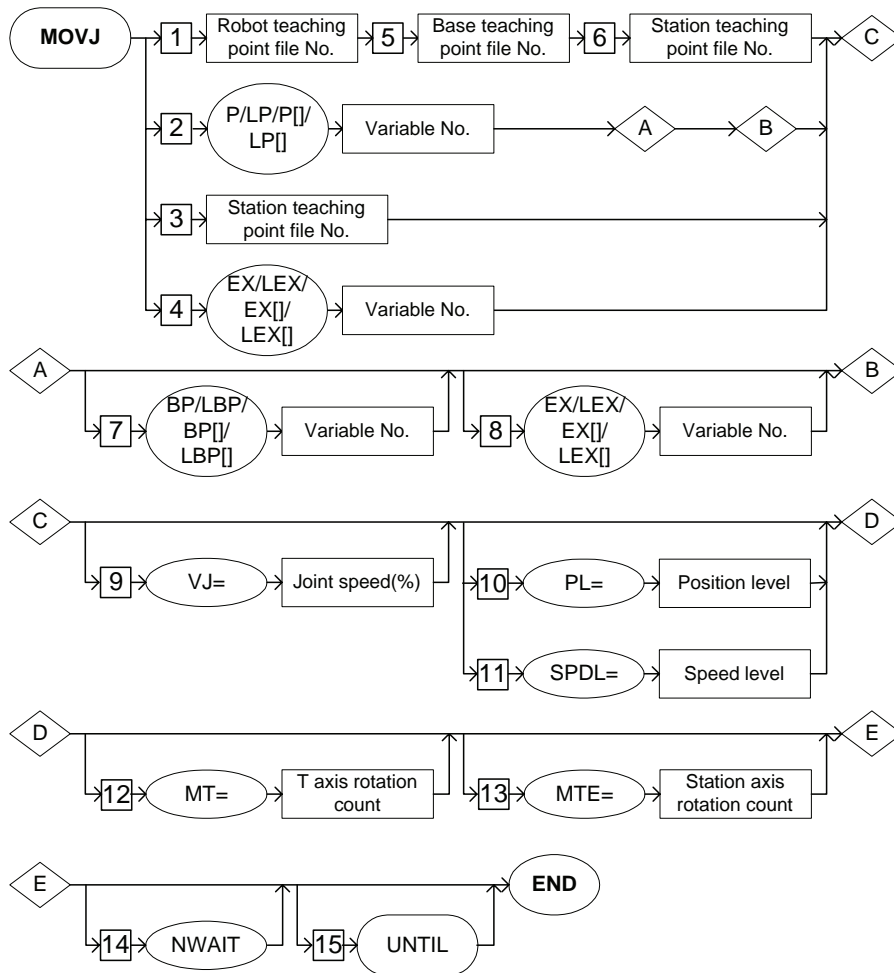 MOVJ
1
Robot teaching
point file No.
5
Base teaching
point file No.
6
Station teaching
point file No.
C
2
P/LP/P[]/
LP[]
Variable No.
A
B
3
Station teaching
point file No.
4
EX/LEX/
EX[]/
LEX[]
Variable No.
A
B
7
BP/LBP/
BP[]/
LBP[]
Variable No.
8
EX/LEX/
EX[]/
LEX[]
Variable No.
C
D
9
VJ=
Joint speed(%)
10
PL=
Position level
11
SPDL=
Speed level
D
E
12
MT=
T axis rotation
count
13
MTE=
Station axis
rotation count
E
END
14
NWAIT
15
UNTIL